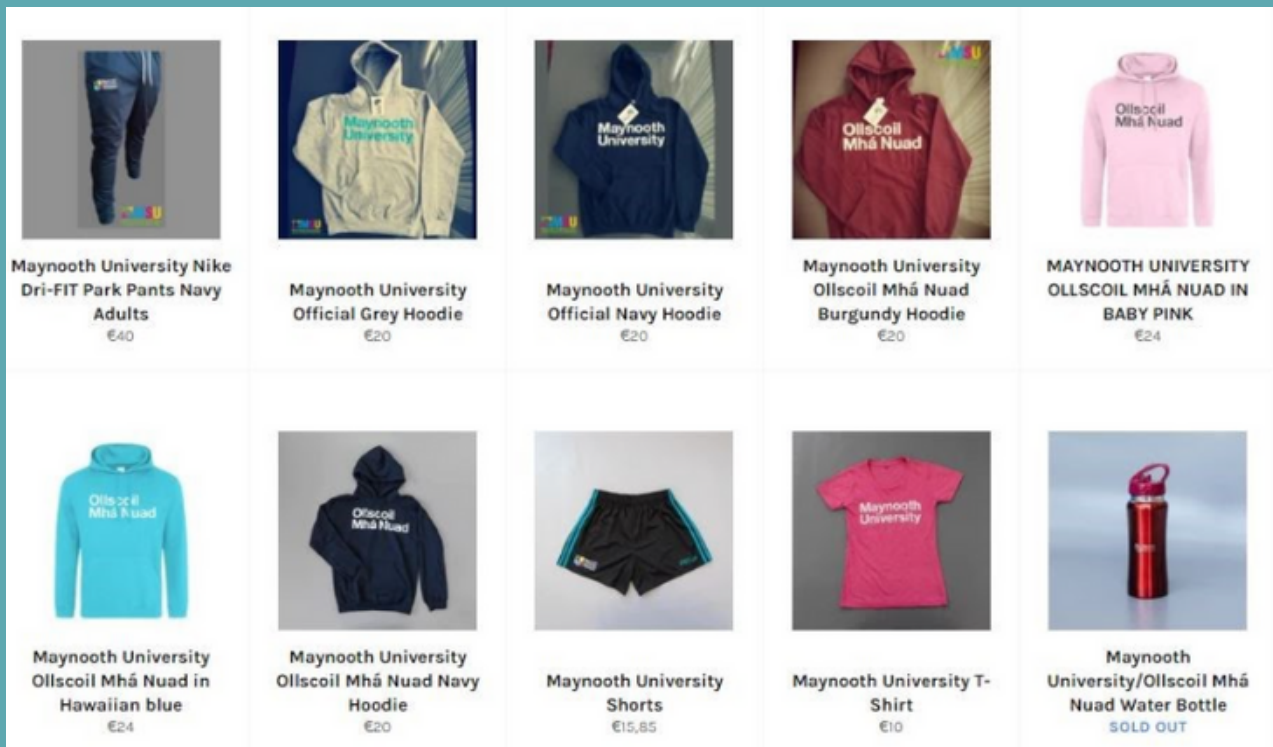 MSU
Maynooth
University
MSU
Maynooth
University
MSU
Ollscoil
Mhá Nuad
MSU
Ollscoil
Mhá Nuad
Maynooth University Nike
Dri-FIT Park Pants Navy
Adults
€40
Maynooth University
Official Grey Hoodie
€20
Maynooth University
Official Navy Hoodie
€20
Maynooth University
Ollscoil Mhá Nuad
Burgundy Hoodie
€20
MAYNOOTH UNIVERSITY
OLLSCOIL MHÁ NUAD IN
BABY PINK
€24
Ollscoil
Mhá Nuad
Ollscoil
Mhá Nuad
Maynooth
University
Maynooth University
Ollscoil Mhá Nuad in
Hawaiian blue
€24
Maynooth University
Ollscoil Mhá Nuad Navy
Hoodie
€20
Maynooth University
Shorts
€15,85
Maynooth University T-
Shirt
€10
Maynooth
University/Ollscoil Mhá
Nuad Water Bottle
SOLD OUT